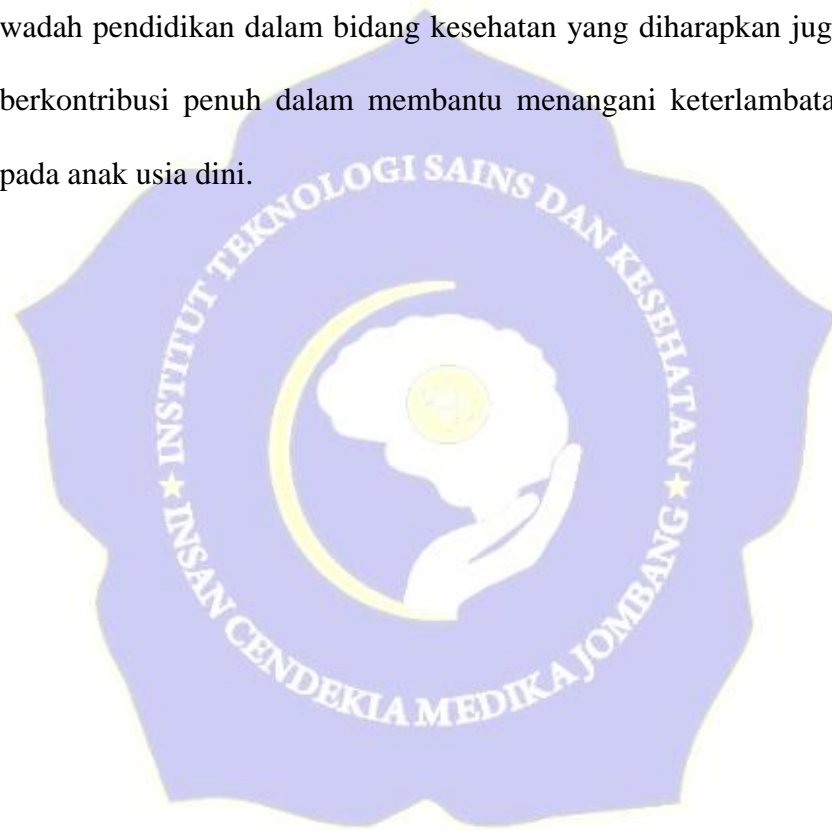 wadah pendidikan dalam bidang kesehatan yang diharapkan jug
berkontribusi penuh dalam membantu menangani keterlambata
pada anak usia dini.
INSTITUT TEKNOLOGI SAINS DAN KESEHATAN
INSAN CENDEKIA MEDIKA JOMBANG